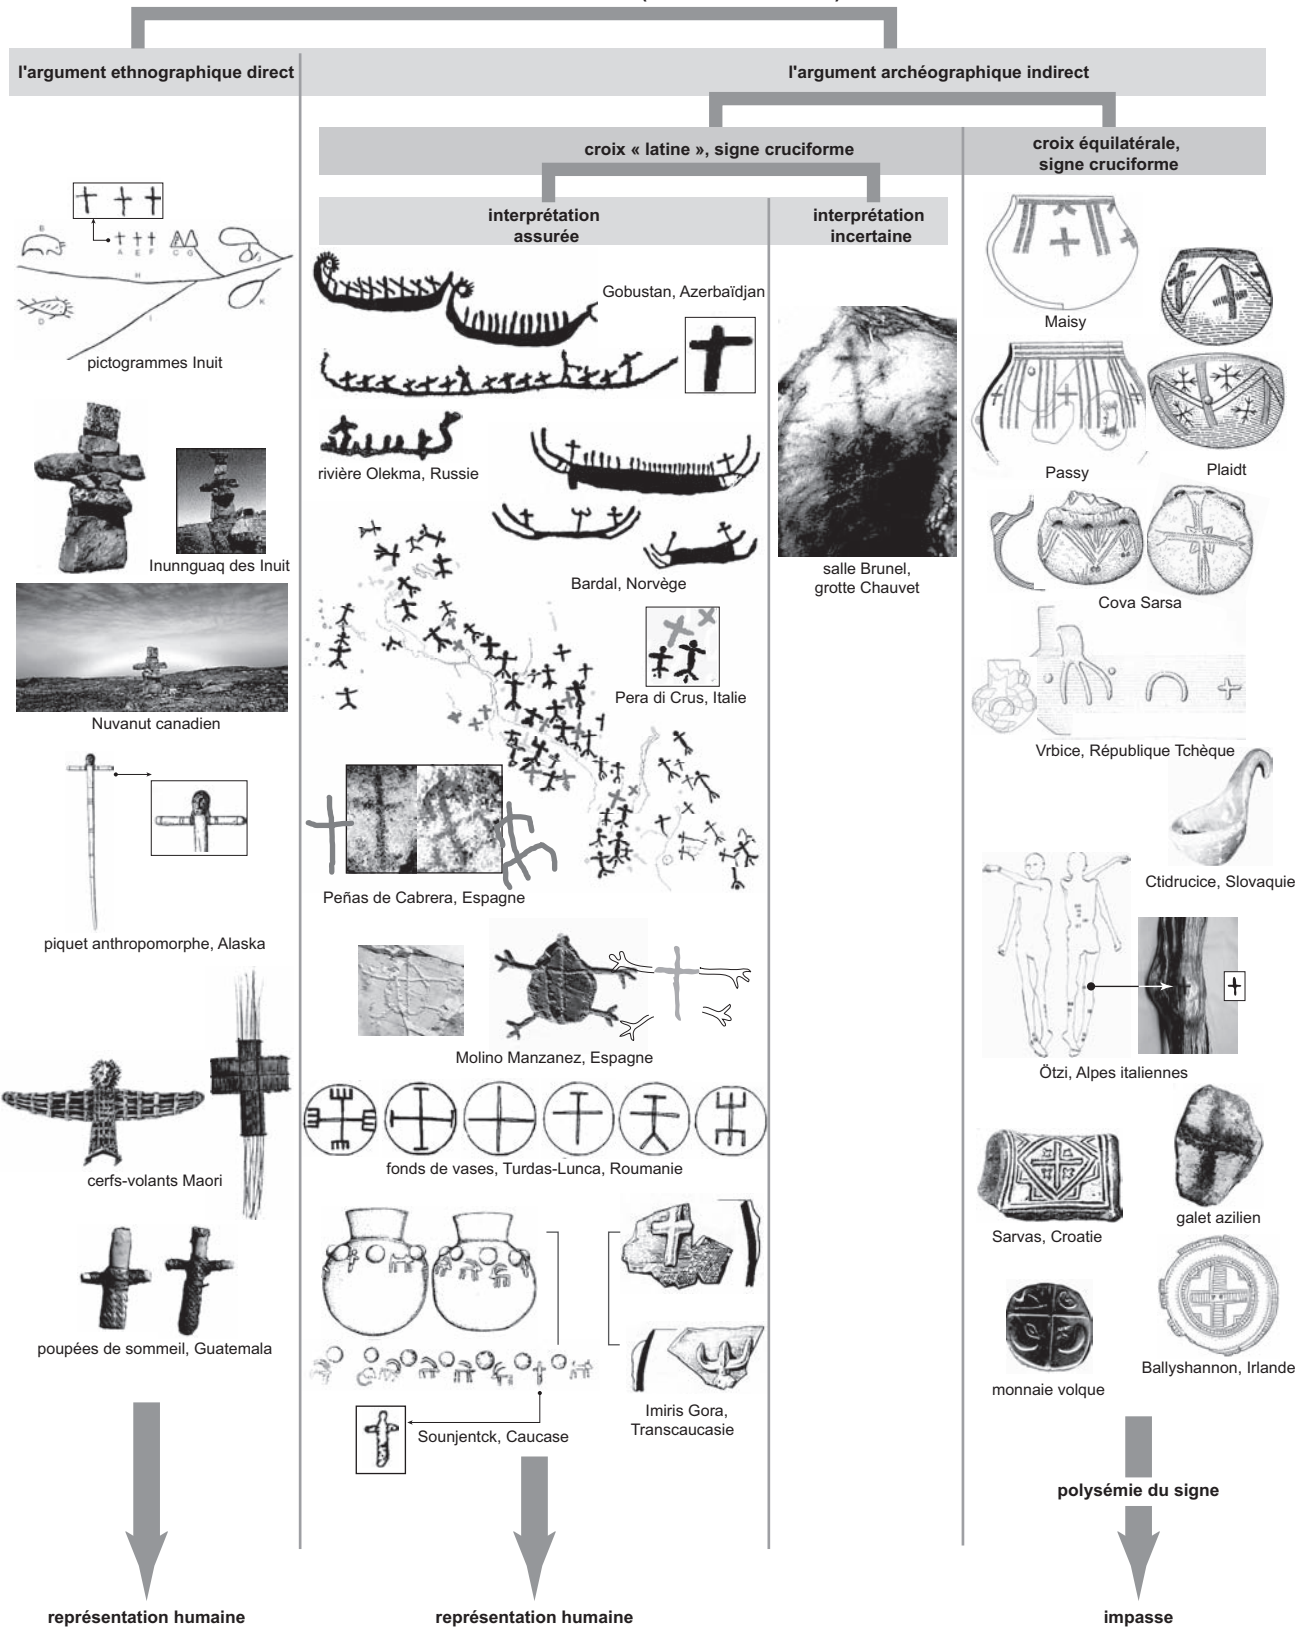 l'argument ethnographique direct
l'argument archéographique indirect
croix « latine », signe cruciforme
croix équilatérale,
signe cruciforme
interprétation
assurée
interprétation
incertaine
B
A E F C G
J
H
K
D
I
pictogrammes Inuit
Inunnguaq des Inuit
Nuvanut canadien
piquet anthropomorphe, Alaska
cerfs-volants Maori
poupées de sommeil, Guatemala
représentation humaine
Gobustan, Azerbaïdjan
rivière Olekma, Russie
Bardal, Norvège
Pera di Crus, Italie
Peñas de Cabrera, Espagne
Molino Manzanez, Espagne
fonds de vases, Turdas-Lunca, Roumanie
Sounjentck, Caucase
Imiris Gora,
Transcaucasie
représentation humaine
salle Brunel,
grotte Chauvet
Maisy
Passy
Plaidt
Cova Sarsa
Vrbice, République Tchèque
Ctidrucice, Slovaquie
Ötzi, Alpes italiennes
Sarvas, Croatie
galet azilien
monnaie volque
Ballyshannon, Irlande
polysémie du signe
impasse